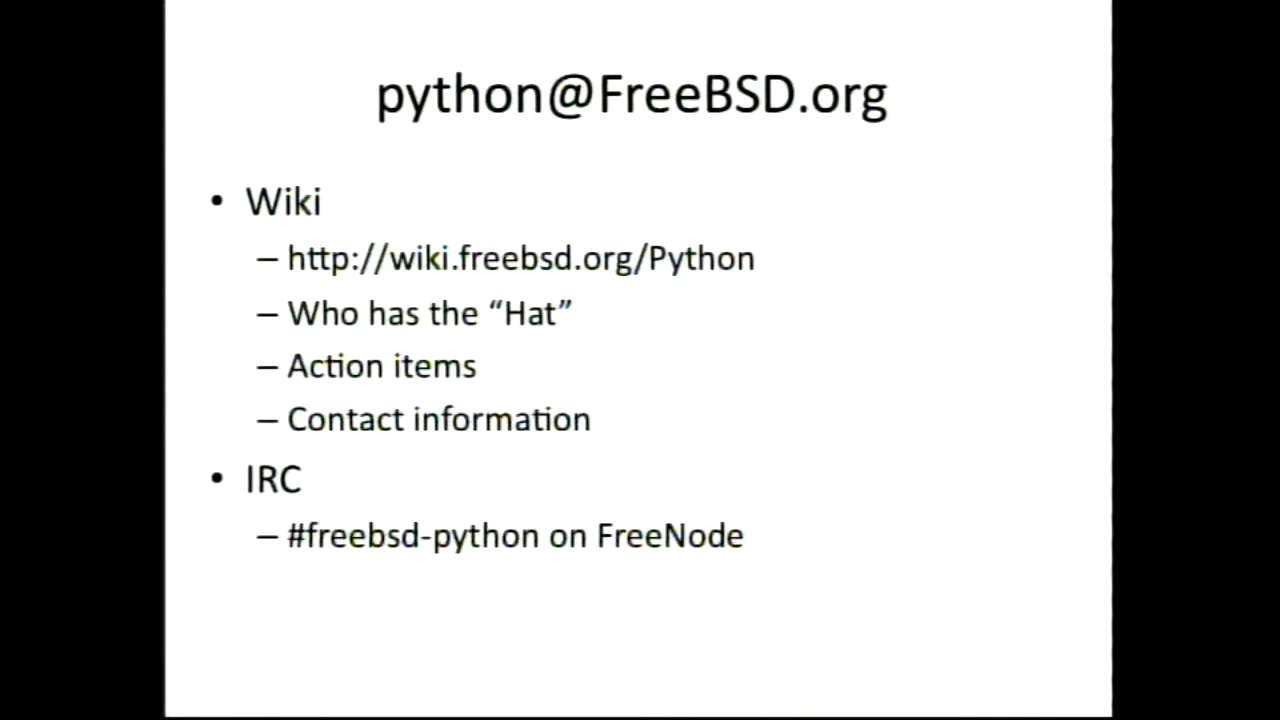 python@FreeBSD.org
• Wiki
– http://wiki.freebsd.org/Python
– Who has the “Hat”
– Action items
– Contact information
• IRC
– #freebsd-python on FreeNode